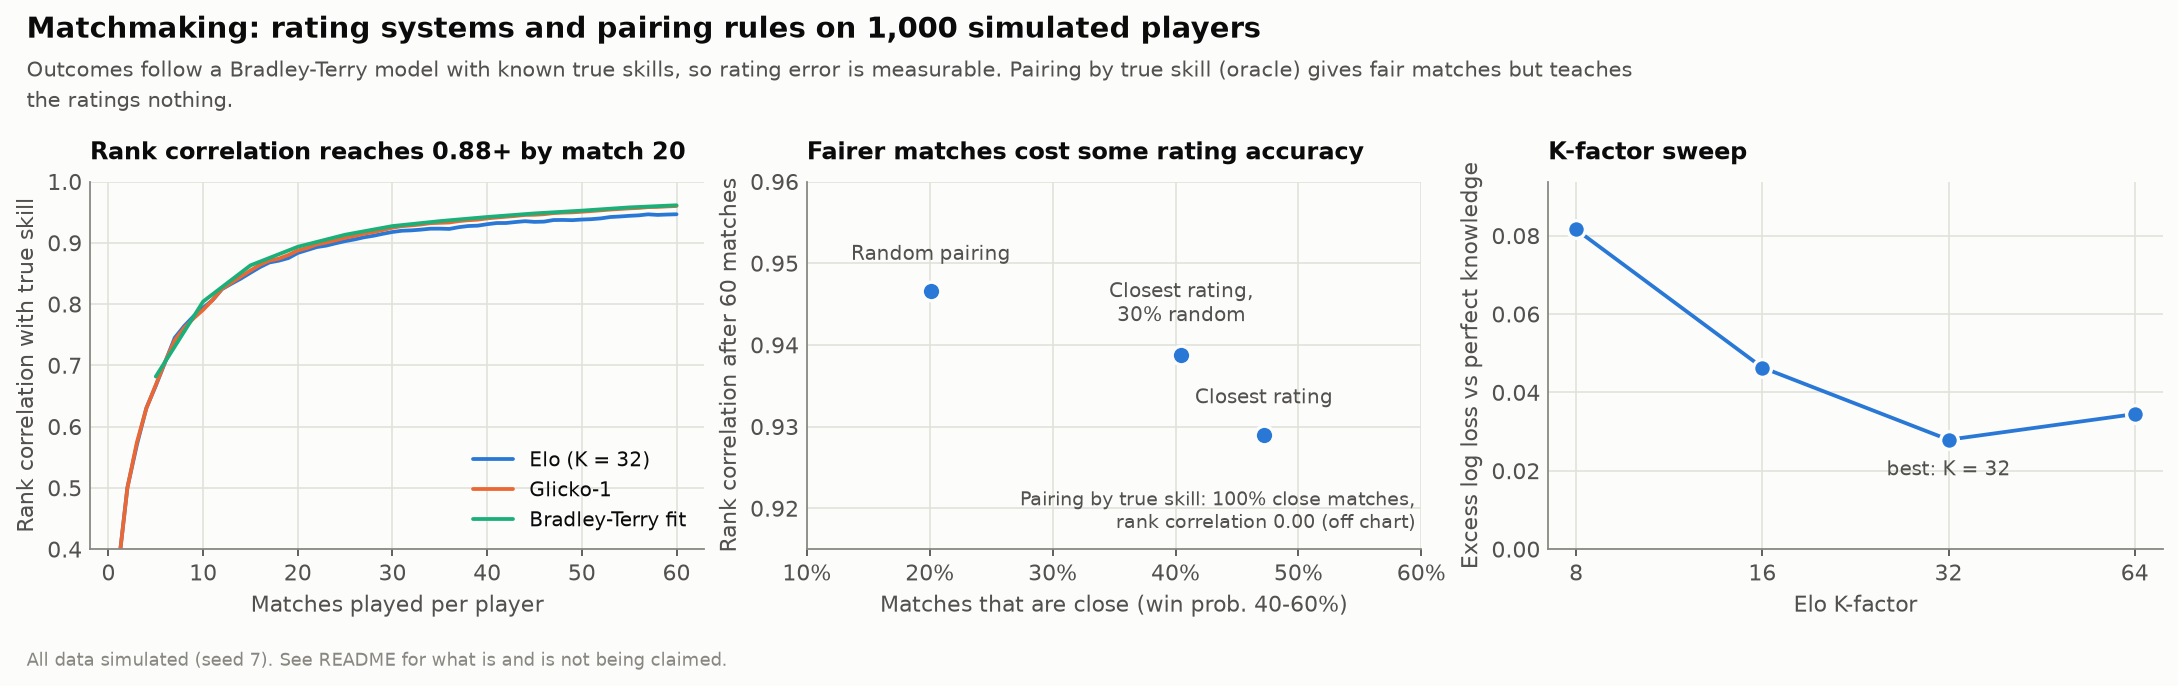 Matchmaking: rating systems and pairing rules on 1,000 simulated players
Outcomes follow a Bradley-Terry model with known true skills, so rating error is measurable. Pairing by true skill (oracle) gives fair matches but teaches
the ratings nothing.
Rank correlation reaches 0.88+ by match 20
Rank correlation with true skill
1.0
0.9
0.8
0.7
0.6
0.5
0.4
Elo (K = 32)
Glicko-1
Bradley-Terry fit
0 10 20 30 40 50 60
Matches played per player
Fairer matches cost some rating accuracy
Rank correlation after 60 matches
0.96
0.95
0.94
0.93
0.92
Random pairing
Closest rating,
30% random
Closest rating
Pairing by true skill: 100% close matches,
rank correlation 0.00 (off chart)
10% 20% 30% 40% 50% 60%
Matches that are close (win prob. 40-60%)
K-factor sweep
Excess log loss vs perfect knowledge
0.08
0.06
0.04
0.02
0.00
best: K = 32
8 16 32 64
Elo K-factor
All data simulated (seed 7). See README for what is and is not being claimed.